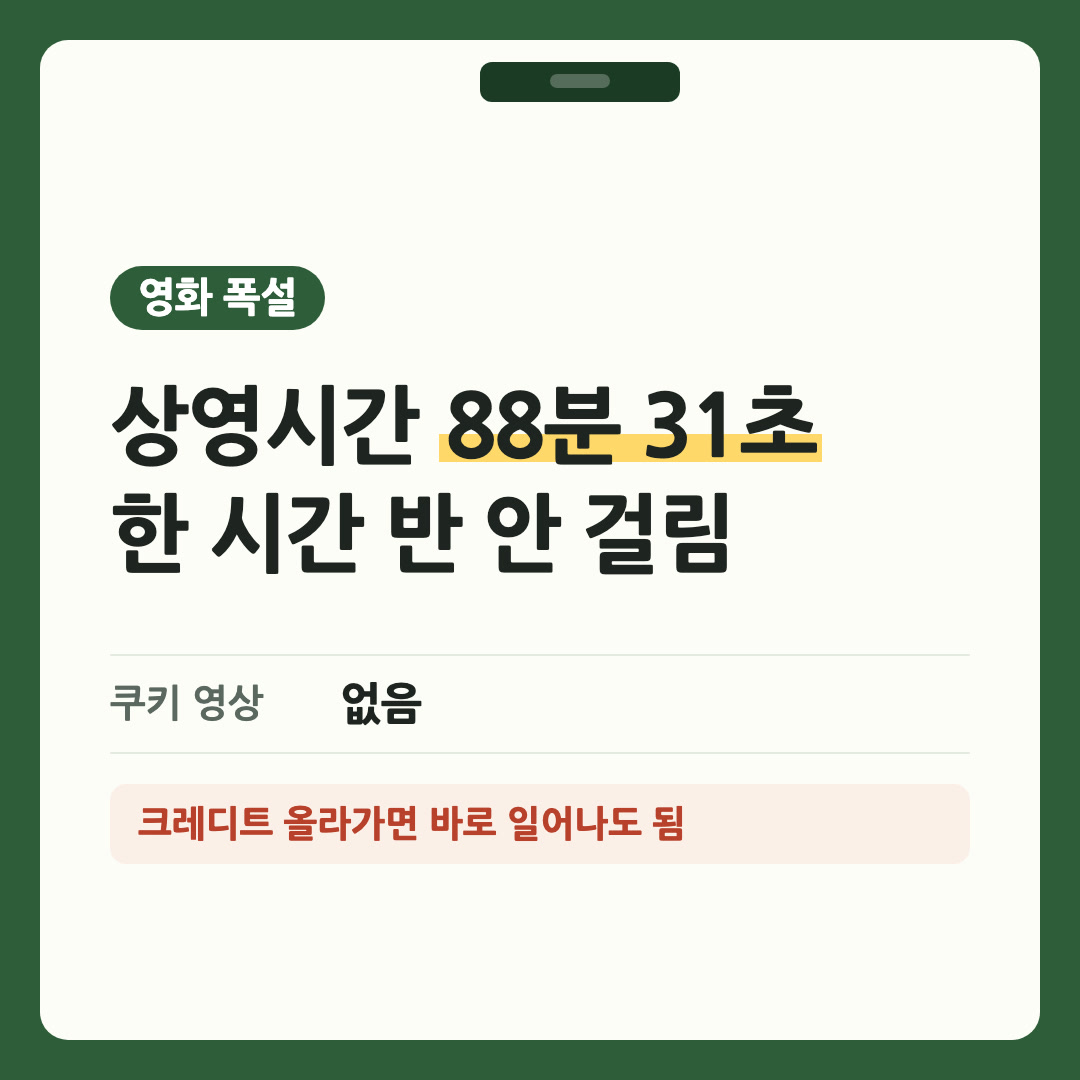 영화 폭설
상영시간 88분 31초
한 시간 반 안 걸림
쿠키 영상 없음
크레디트 올라가면 바로 일어나도 됨